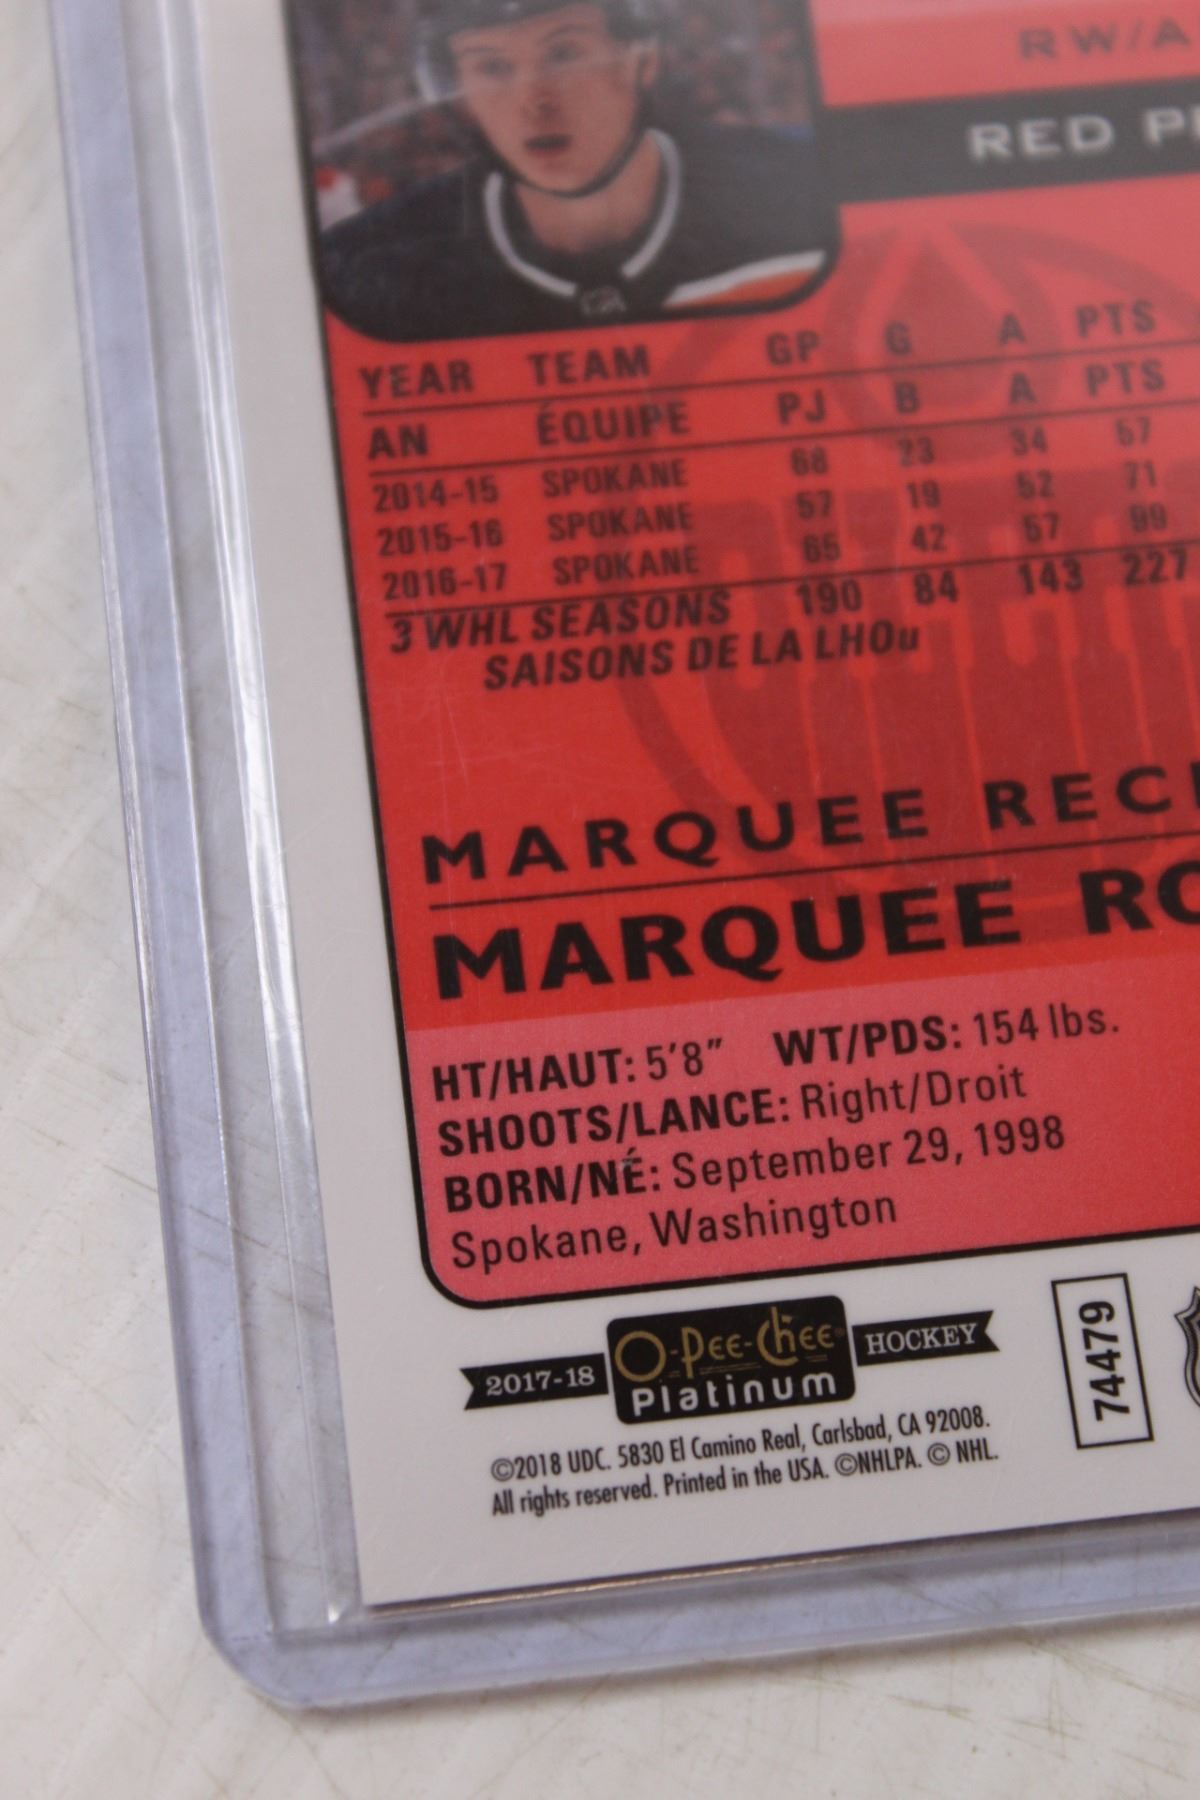 RW/A
RED P
YEAR TEAM GP G A PTS
AN ÉQUIPE PJ B A PTS
2014-15 SPOKANE 68 23 34 57
2015-16 SPOKANE 57 19 52 71
2016-17 SPOKANE 65 42 57 99
3 WHL SEASONS 190 84 143 227
SAISONS DE LA LHOu
MARQUEE REC
MARQUEE RO
HT/HAUT: 5'8" WT/PDS: 154 lbs.
SHOOTS/LANCE: Right/Droit
BORN/NÉ: September 29, 1998
Spokane, Washington
2017-18 O-Pee-Chee Platinum HOCKEY
74479
©2018 UDC. 5830 El Camino Real, Carlsbad, CA 92008.
All rights reserved. Printed in the USA. ©NHLPA. © NHL.